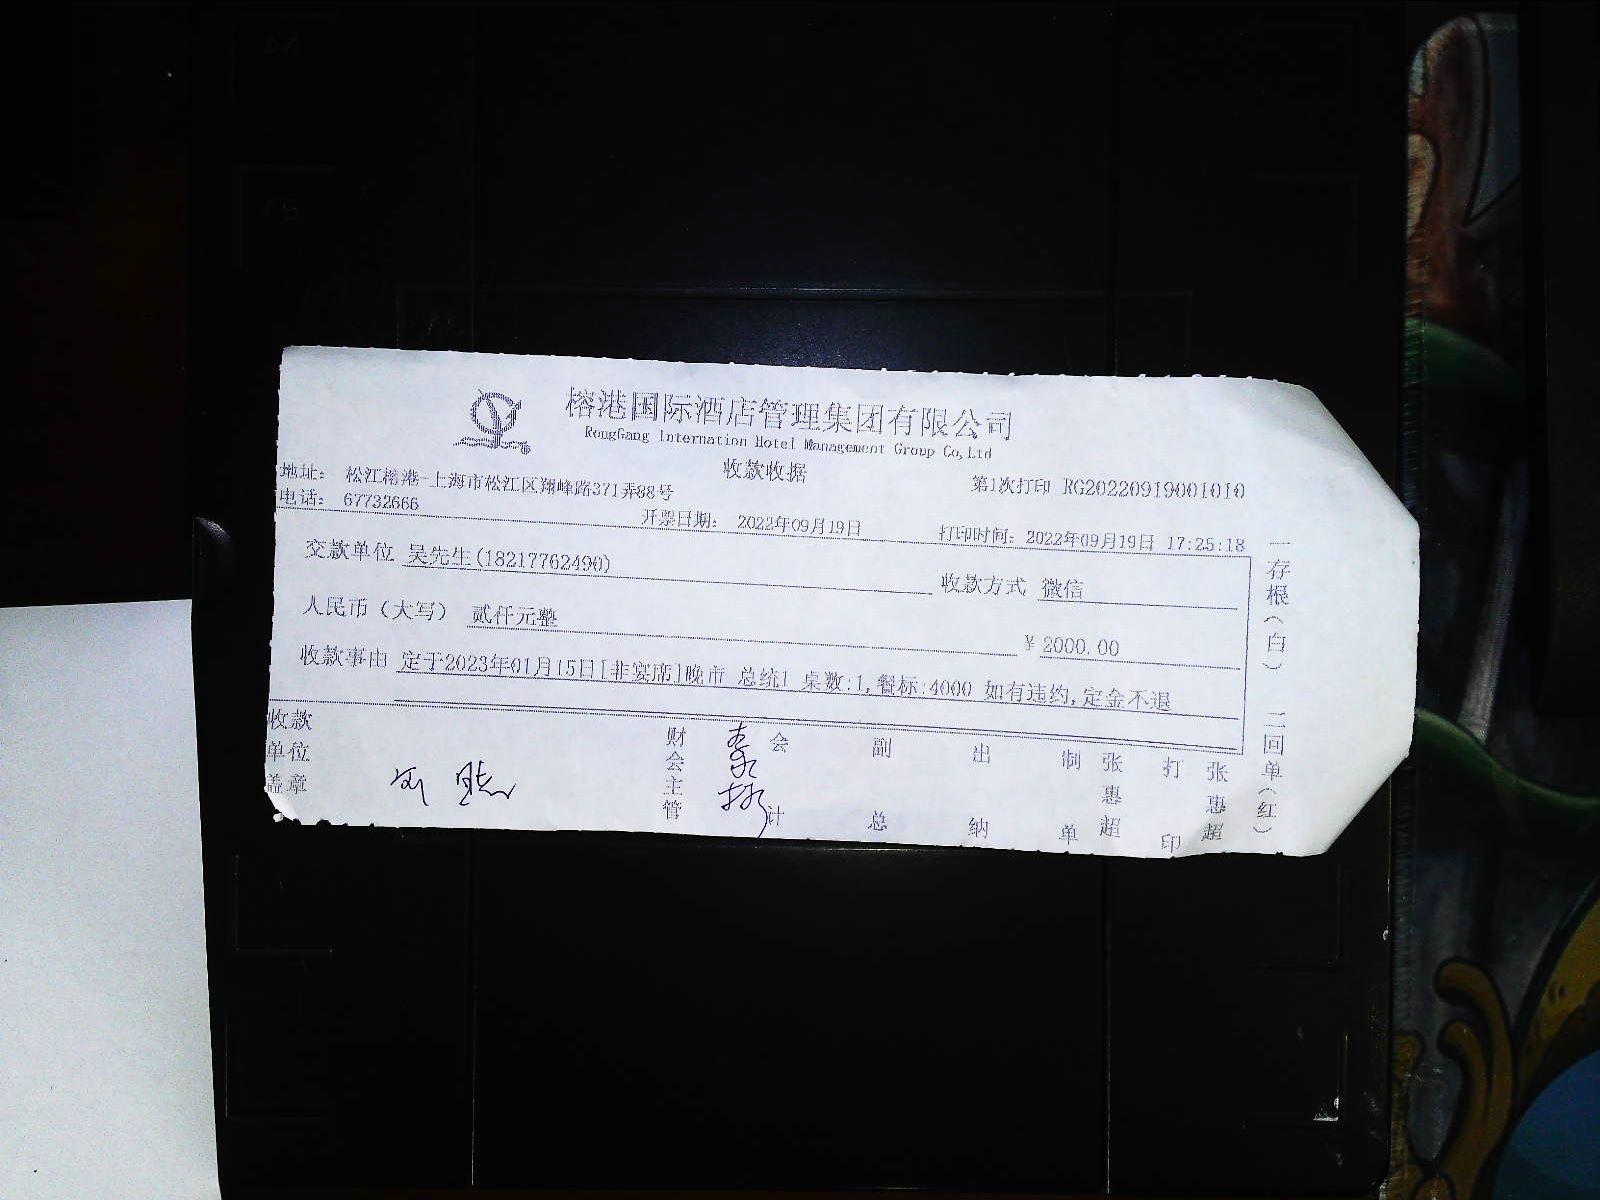 榕港国际酒店管理集团有限公司
RongGang Internation Hotel Management Group Co,Ltd
收款收据
地址： 松江榕港-上海市松江区翔峰路371弄88号
第1次打印 RG20220919001010
电话： 67732666
开票日期： 2022年09月19日
打印时间：2022年09月19日 17:25:18
交款单位 吴先生(18217762490)
收款方式 微信
人民币（大写） 贰仟元整
￥2000.00
收款事由 定于2023年01月15日[非宴席]晚市 总统1 桌数:1,餐标:4000 如有违约,定金不退
收款单位盖章
财会主管
会计
副总
出纳
制单
张惠超
打印
张惠超
一存根（白）
二回单（红）